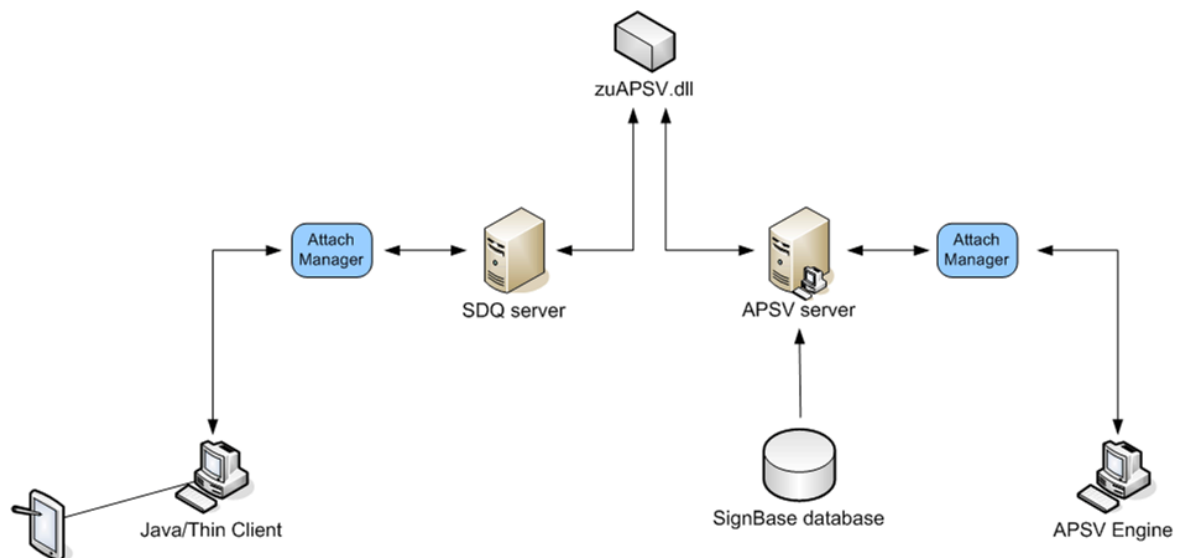 zuAPSV.dll
Attach
Manager
SDQ server
APSV server
Attach
Manager
Java/Thin Client
SignBase database
APSV Engine